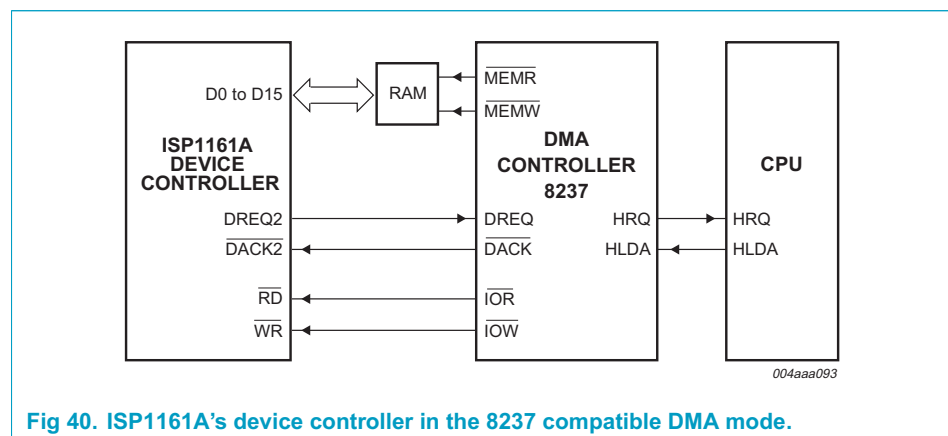 D0 to D15
RAM
MEMR
MEMW
ISP1161A
DEVICE
CONTROLLER
DMA
CONTROLLER
8237
CPU
DREQ2
DREQ
HRQ
HRQ
DACK2
DACK
HLDA
HLDA
RD
IOR
WR
IOW
004aaa093
Fig 40. ISP1161A's device controller in the 8237 compatible DMA mode.